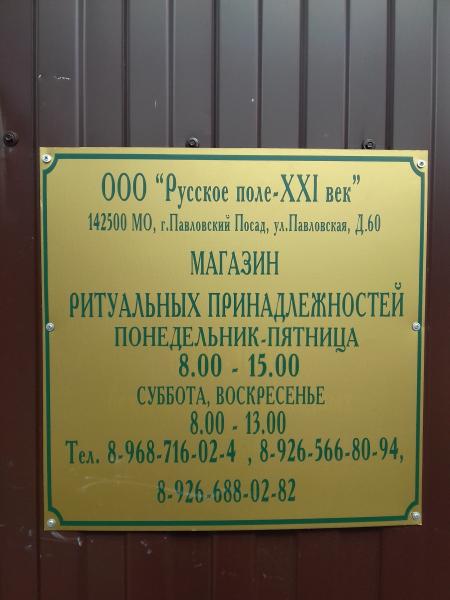 ООО “Русское поле-XXI век”
142500 МО, г.Павловский Посад, ул.Павловская, Д.60
МАГАЗИН
РИТУАЛЬНЫХ ПРИНАДЛЕЖНОСТЕЙ
ПОНЕДЕЛЬНИК-ПЯТНИЦА
8.00 - 15.00
СУББОТА, ВОСКРЕСЕНЬЕ
8.00 - 13.00
Тел. 8-968-716-02-4 , 8-926-566-80-94,
8-926-688-02-82